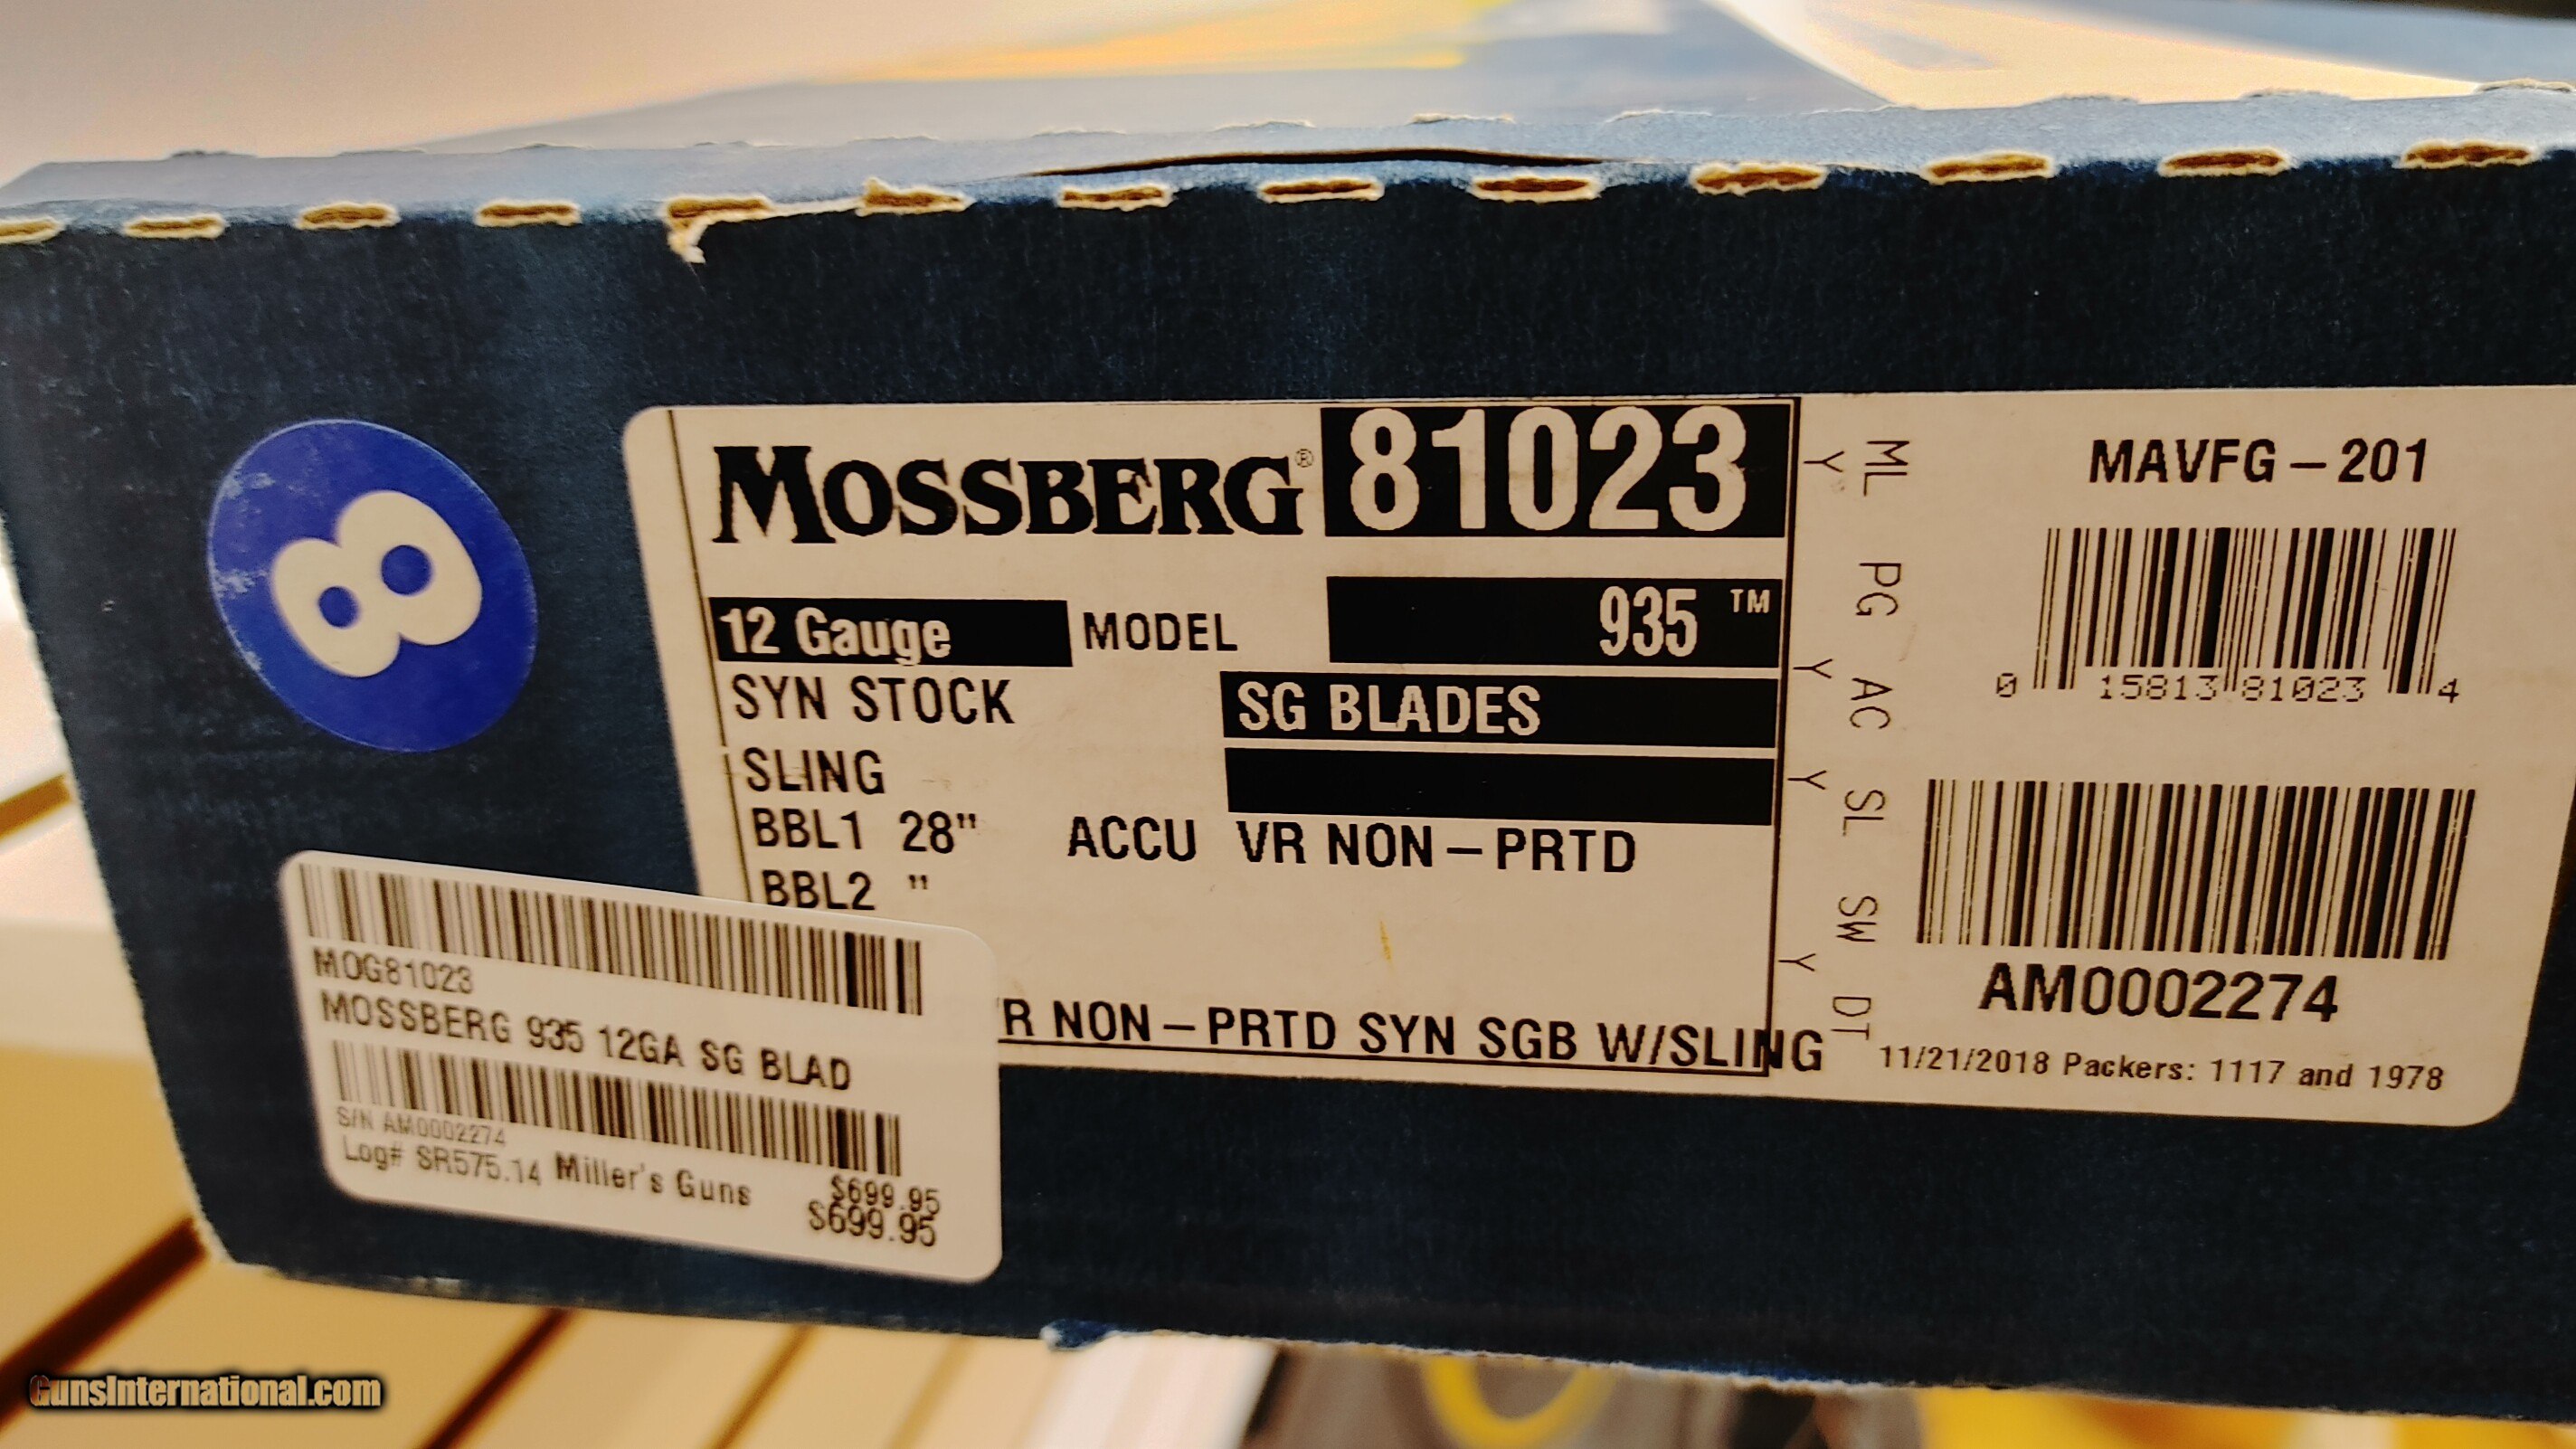 8
MOSSBERG® 81023
12 Gauge MODEL 935 ™
SYN STOCK SG BLADES
SLING
BBL1 28" ACCU VR NON-PRTD
BBL2 "
R NON-PRTD SYN SGB W/SLING
Y Y Y Y
ML PG AC SL SW DT
MAVFG-201
0 15813 81023 4
AM0002274
11/21/2018 Packers: 1117 and 1978
MOG81023
MOSSBERG 935 12GA SG BLAD
S/N AM0002274
Log# SR575.14 Miller's Guns $699.95
$699.95
GunsInternational.com